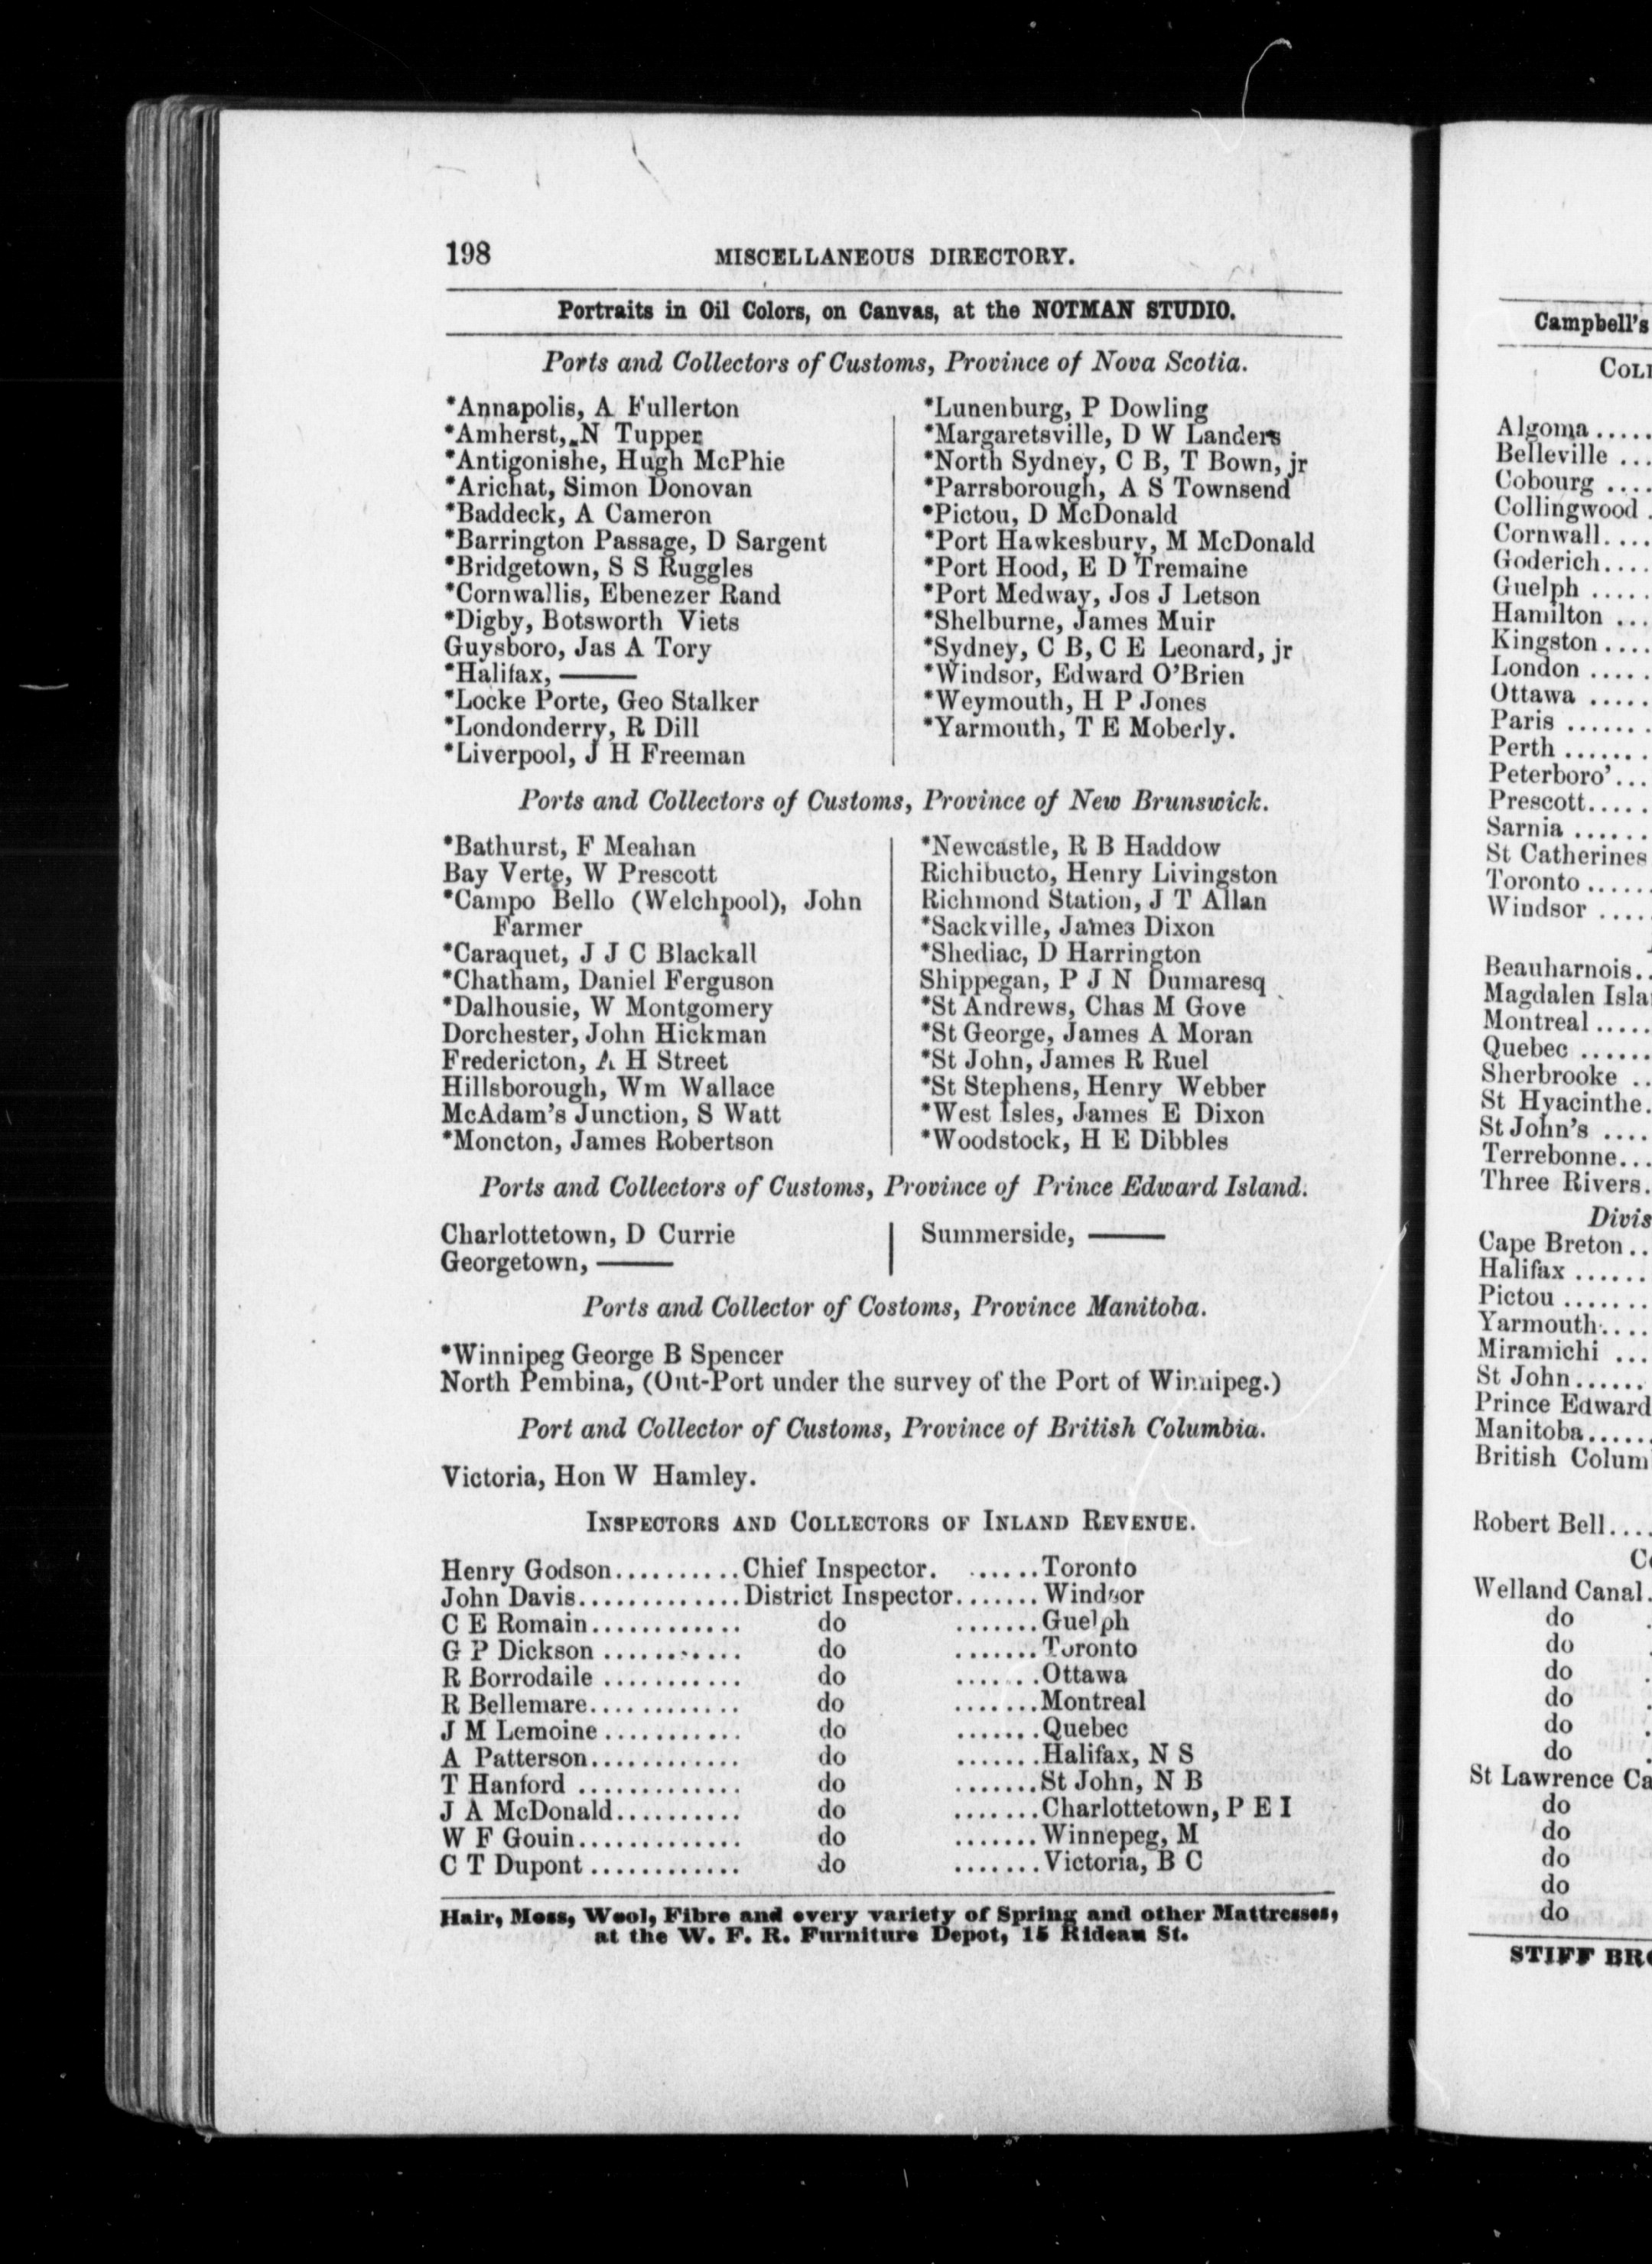 198 MISCELLANEOUS DIRECTORY.
Portraits in Oil Colors, on Canvas, at the NOTMAN STUDIO.
Ports and Collectors of Customs, Province of Nova Scotia.
*Annapolis, A Fullerton
*Amherst, N Tupper
*Antigonishe, Hugh McPhie
*Arichat, Simon Donovan
*Baddeck, A Cameron
*Barrington Passage, D Sargent
*Bridgetown, S S Ruggles
*Cornwallis, Ebenezer Rand
*Digby, Botsworth Viets
Guysboro, Jas A Tory
*Halifax, ———
*Locke Porte, Geo Stalker
*Londonderry, R Dill
*Liverpool, J H Freeman
*Lunenburg, P Dowling
*Margaretsville, D W Landers
*North Sydney, C B, T Bown, jr
*Parrsborough, A S Townsend
*Pictou, D McDonald
*Port Hawkesbury, M McDonald
*Port Hood, E D Tremaine
*Port Medway, Jos J Letson
*Shelburne, James Muir
*Sydney, C B, C E Leonard, jr
*Windsor, Edward O'Brien
*Weymouth, H P Jones
*Yarmouth, T E Moberly.
Ports and Collectors of Customs, Province of New Brunswick.
*Bathurst, F Meahan
Bay Verte, W Prescott
*Campo Bello (Welchpool), John
Farmer
*Caraquet, J J C Blackall
*Chatham, Daniel Ferguson
*Dalhousie, W Montgomery
Dorchester, John Hickman
Fredericton, A H Street
Hillsborough, Wm Wallace
McAdam's Junction, S Watt
*Moncton, James Robertson
*Newcastle, R B Haddow
Richibucto, Henry Livingston
Richmond Station, J T Allan
*Sackville, James Dixon
*Shediac, D Harrington
Shippegan, P J N Dumaresq
*St Andrews, Chas M Gove
*St George, James A Moran
*St John, James R Ruel
*St Stephens, Henry Webber
*West Isles, James E Dixon
*Woodstock, H E Dibbles
Ports and Collectors of Customs, Province of Prince Edward Island.
Charlottetown, D Currie
Georgetown, ———
Summerside, ———
Ports and Collector of Costoms, Province Manitoba.
*Winnipeg George B Spencer
North Pembina, (Out-Port under the survey of the Port of Winnipeg.)
Port and Collector of Customs, Province of British Columbia.
Victoria, Hon W Hamley.
INSPECTORS AND COLLECTORS OF INLAND REVENUE.
Henry Godson..........Chief Inspector. ......Toronto
John Davis.............District Inspector.......Windsor
C E Romain............ do .......Guelph
G P Dickson ........... do .......Toronto
R Borrodaile ........... do .......Ottawa
R Bellemare............ do .......Montreal
J M Lemoine........... do .......Quebec
A Patterson............ do .......Halifax, N S
T Hanford ............. do .......St John, N B
J A McDonald.......... do .......Charlottetown, P E I
W F Gouin............. do .......Winnepeg, M
C T Dupont............ do .......Victoria, B C
Hair, Moss, Wool, Fibre and every variety of Spring and other Mattresses,
at the W. F. R. Furniture Depot, 15 Rideau St.
Campbell's
Algoma.....
Belleville ...
Cobourg ....
Collingwood .
Cornwall....
Goderich....
Guelph .....
Hamilton ...
Kingston....
London .....
Ottawa .....
Paris .......
Perth .......
Peterboro'...
Prescott.....
Sarnia ......
St Catherines
Toronto......
Windsor ....
Beauharnois..
Magdalen
Montreal.....
Quebec ......
Sherbrooke ..
St Hyacinthe.
St John's ....
Terrebonne...
Three Rivers.
Cape Breton..
Halifax ......
Pictou .......
Yarmouth....
Miramichi ...
St John......
Prince Edward
Manitoba.....
British
Robert Bell....
Welland Canal.
do
do
do
do
do
do
St Lawrence
do
do
do
do
do
STIFF